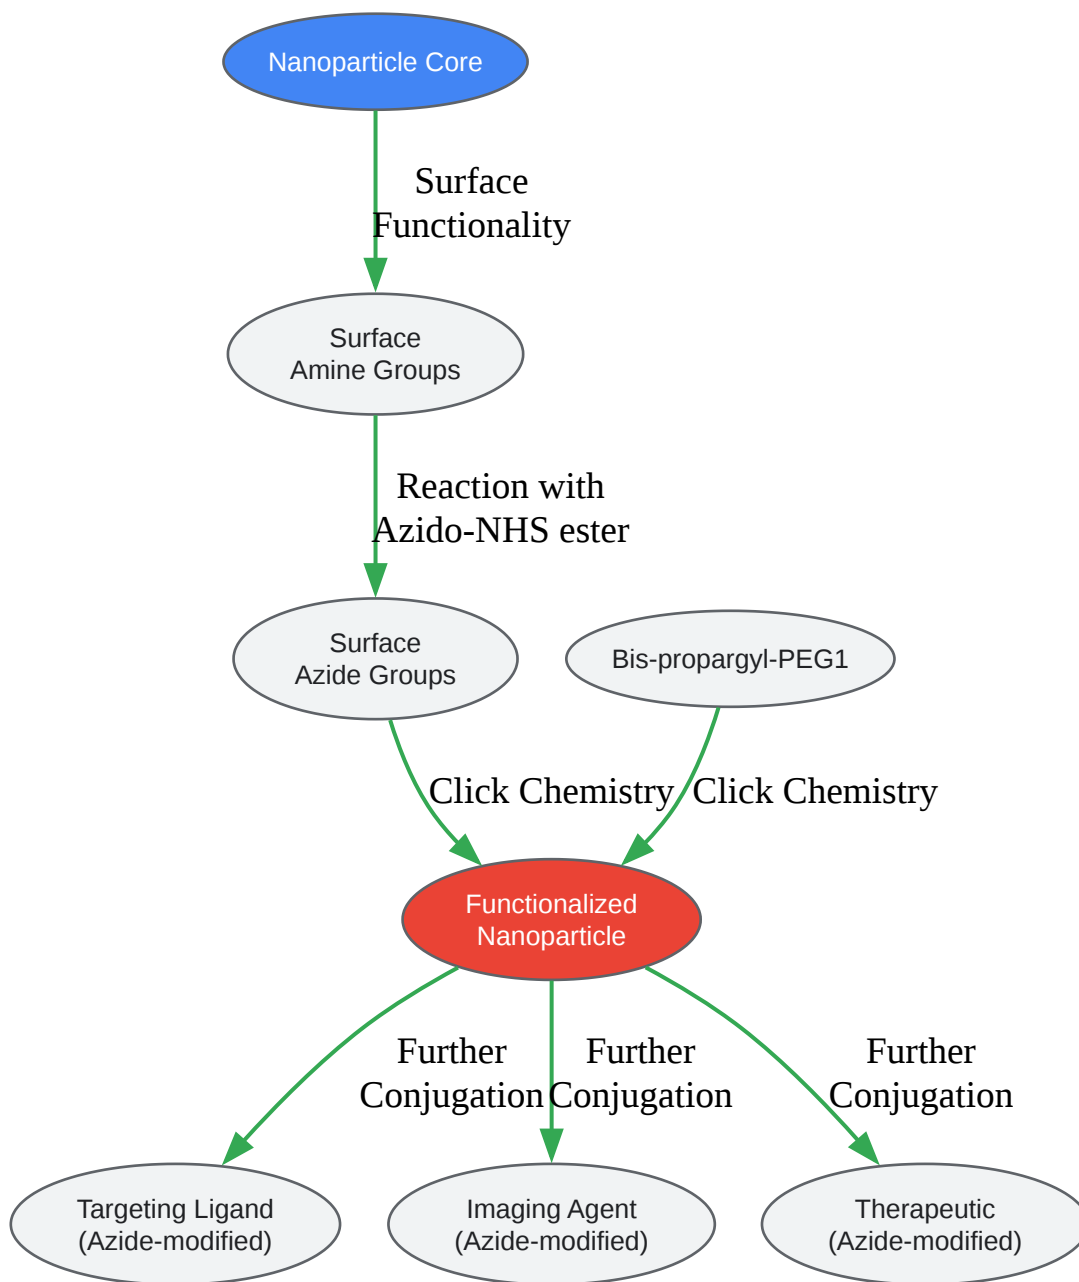 Nanoparticle Core
Surface
Functionality
Surface
Amine Groups
Reaction with
Azido-NHS ester
Surface
Azide Groups
Bis-propargyl-PEG1
Click Chemistry
Click Chemistry
Functionalized
Nanoparticle
Further
Conjugation
Further
Conjugation
Further
Conjugation
Targeting Ligand
(Azide-modified)
Imaging Agent
(Azide-modified)
Therapeutic
(Azide-modified)